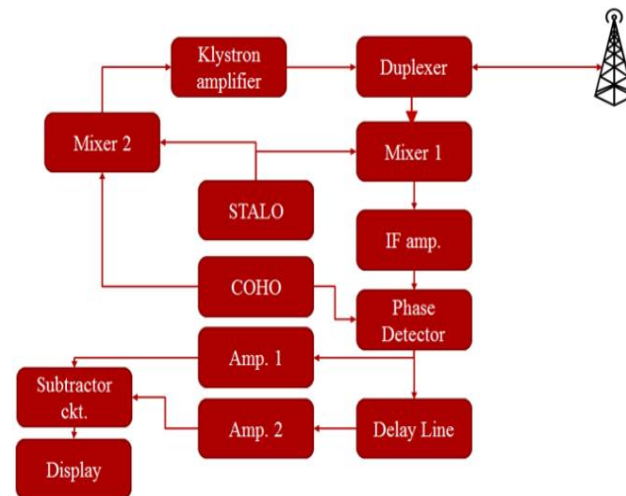 Klystron
amplifier
Duplexer
Mixer 2
Mixer 1
STALO
IF amp.
COHO
Phase
Detector
Amp. 1
Subtractor
ckt.
Amp. 2
Delay Line
Display